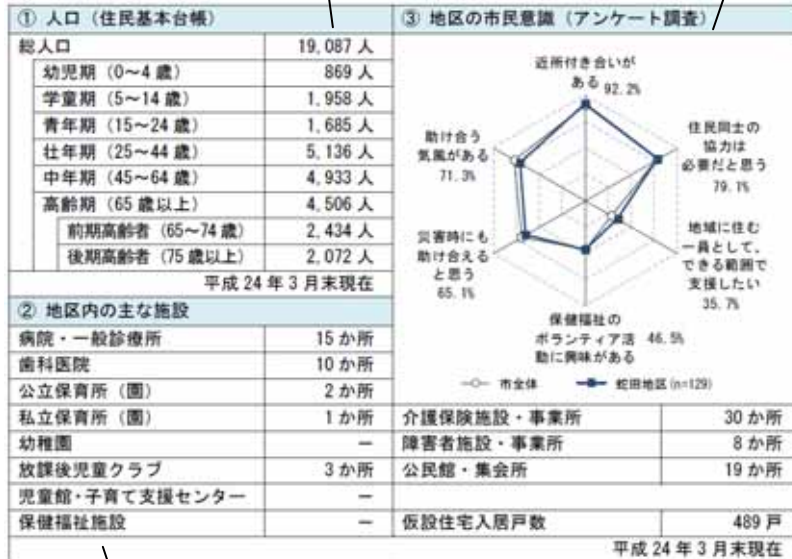 ① 人口（住民基本台帳）
総人口 19,087 人
幼児期（0～4 歳） 869 人
学童期（5～14 歳） 1,958 人
青年期（15～24 歳） 1,685 人
壮年期（25～44 歳） 5,136 人
中年期（45～64 歳） 4,933 人
高齢期（65 歳以上） 4,506 人
前期高齢者（65～74 歳） 2,434 人
後期高齢者（75 歳以上） 2,072 人
平成 24 年 3 月末現在
② 地区内の主な施設
病院・一般診療所 15 か所
歯科医院 10 か所
公立保育所（園） 2 か所
私立保育所（園） 1 か所
幼稚園 －
放課後児童クラブ 3 か所
児童館・子育て支援センター －
保健福祉施設 －
③ 地区の市民意識（アンケート調査）
近所付き合いが
ある 92.2%
住民同士の
協力は
必要だと思う
79.1%
地域に住む
一員として、
できる範囲で
支援したい
35.7%
保健福祉の
ボランティア活 46.5%
動に興味がある
災害時にも
助け合える
と思う
65.1%
助け合う
気風がある
71.3%
市全体 蛇田地区(n=129)
介護保険施設・事業所 30 か所
障害者施設・事業所 8 か所
公民館・集会所 19 か所
仮設住宅入居戸数 489 戸
平成 24 年 3 月末現在